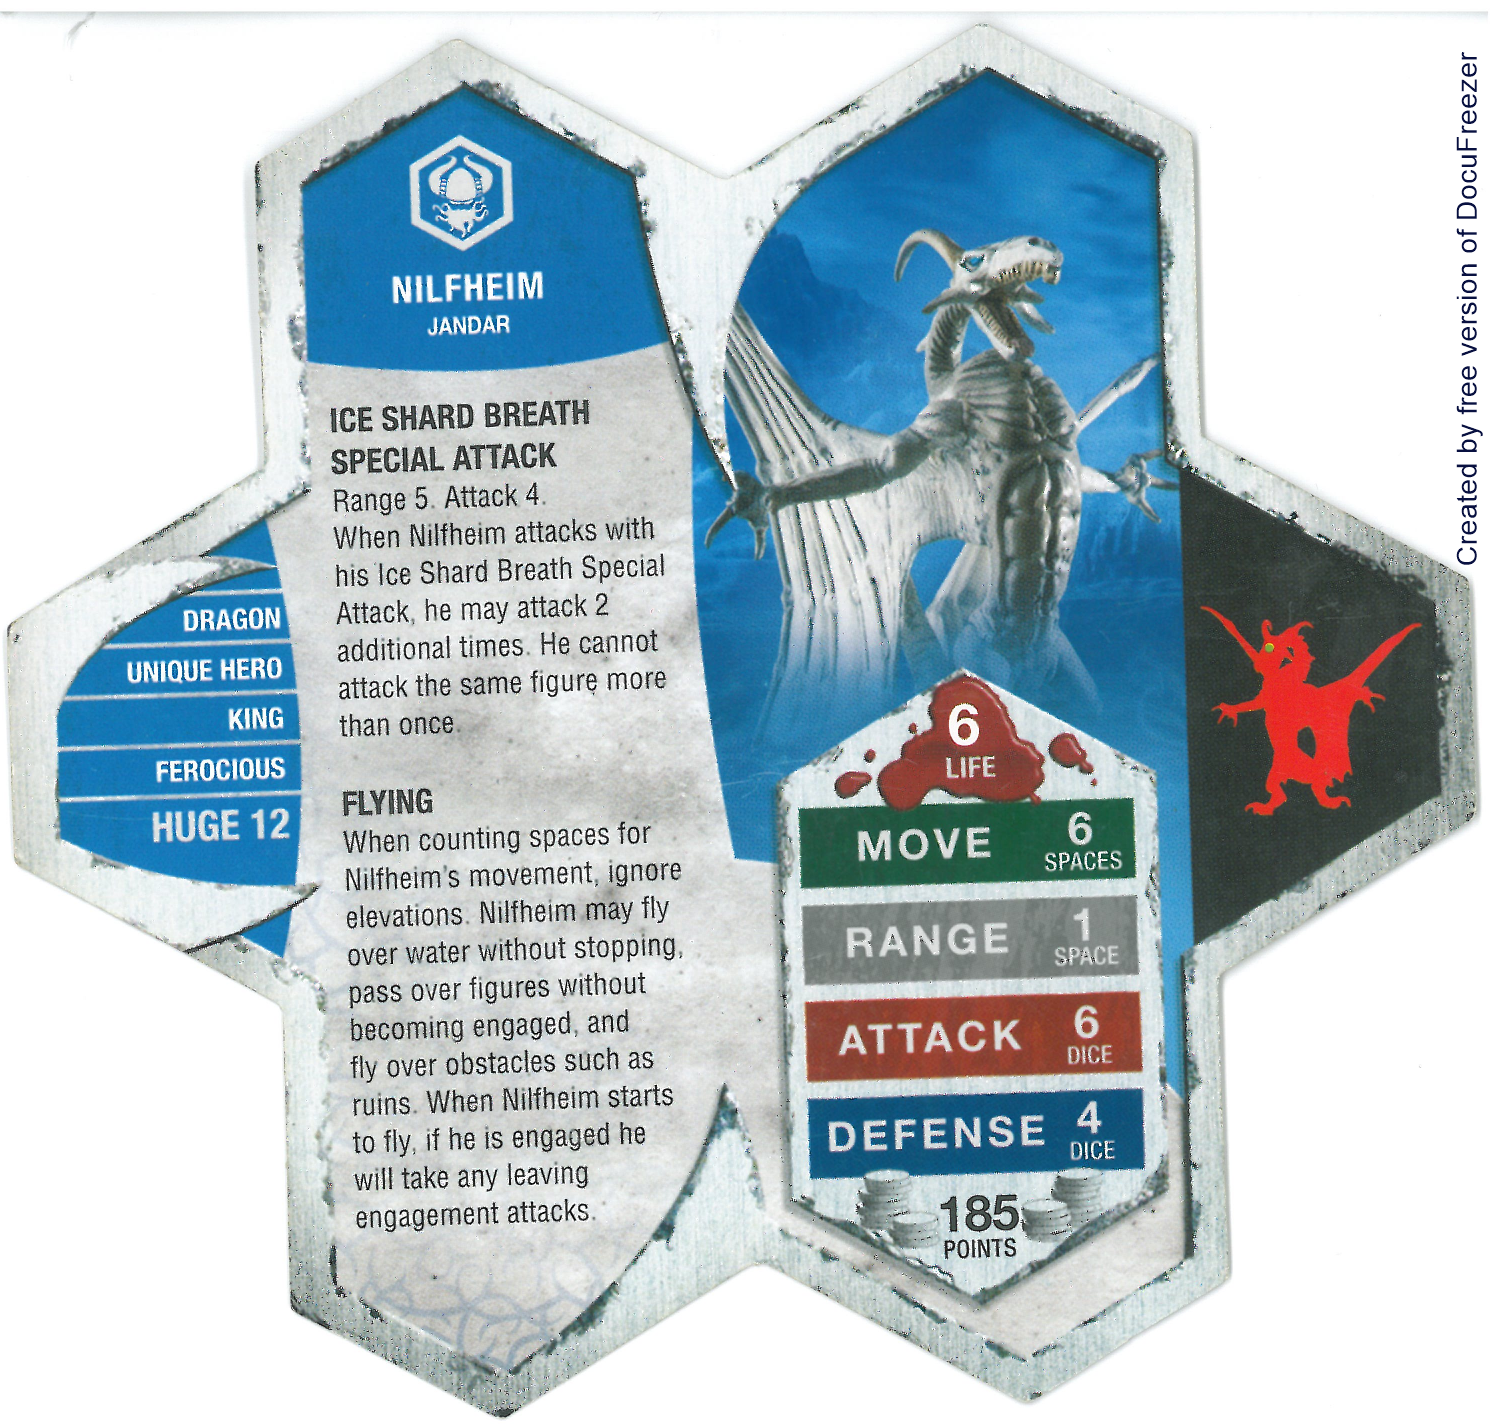 NILFHEIM
JANDAR
ICE SHARD BREATH
SPECIAL ATTACK
Range 5. Attack 4.
When Nilfheim attacks with
his Ice Shard Breath Special
Attack, he may attack 2
additional times. He cannot
attack the same figure more
than once.
FLYING
When counting spaces for
Nilfheim's movement, ignore
elevations. Nilfheim may fly
over water without stopping,
pass over figures without
becoming engaged, and
fly over obstacles such as
ruins. When Nilfheim starts
to fly, if he is engaged he
will take any leaving
engagement attacks.
DRAGON
UNIQUE HERO
KING
FEROCIOUS
HUGE 12
6
LIFE
MOVE 6
SPACES
RANGE 1
SPACE
ATTACK 6
DICE
DEFENSE 4
DICE
185
POINTS
Created by free version of DocuFreezer